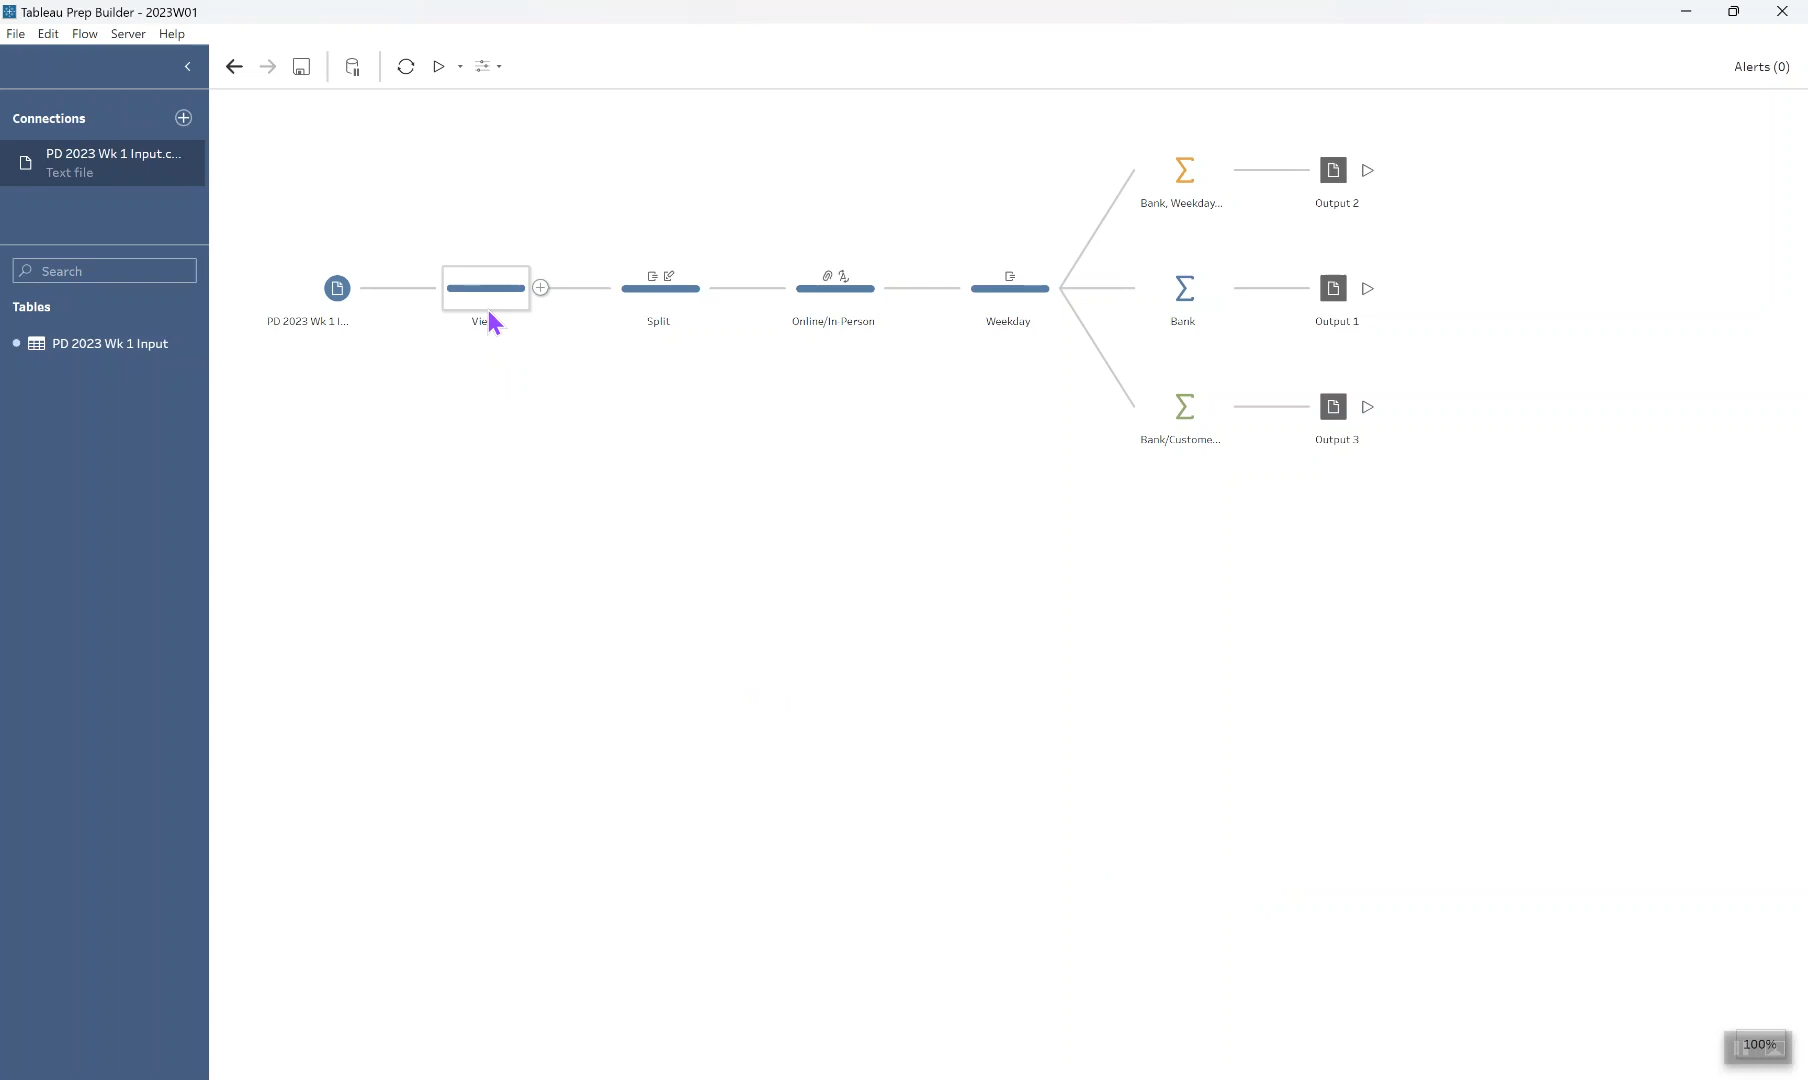 Tableau Prep Builder - 2023W01
File Edit Flow Server Help
Alerts (0)
Connections
PD 2023 Wk 1 Input.c...
Text file
Search
Tables
PD 2023 Wk 1 Input
Bank, Weekday...
Output 2
PD 2023 Wk 1 I...
Split
Online/In-Person
Weekday
Bank
Output 1
Bank/Custome...
Output 3
100%